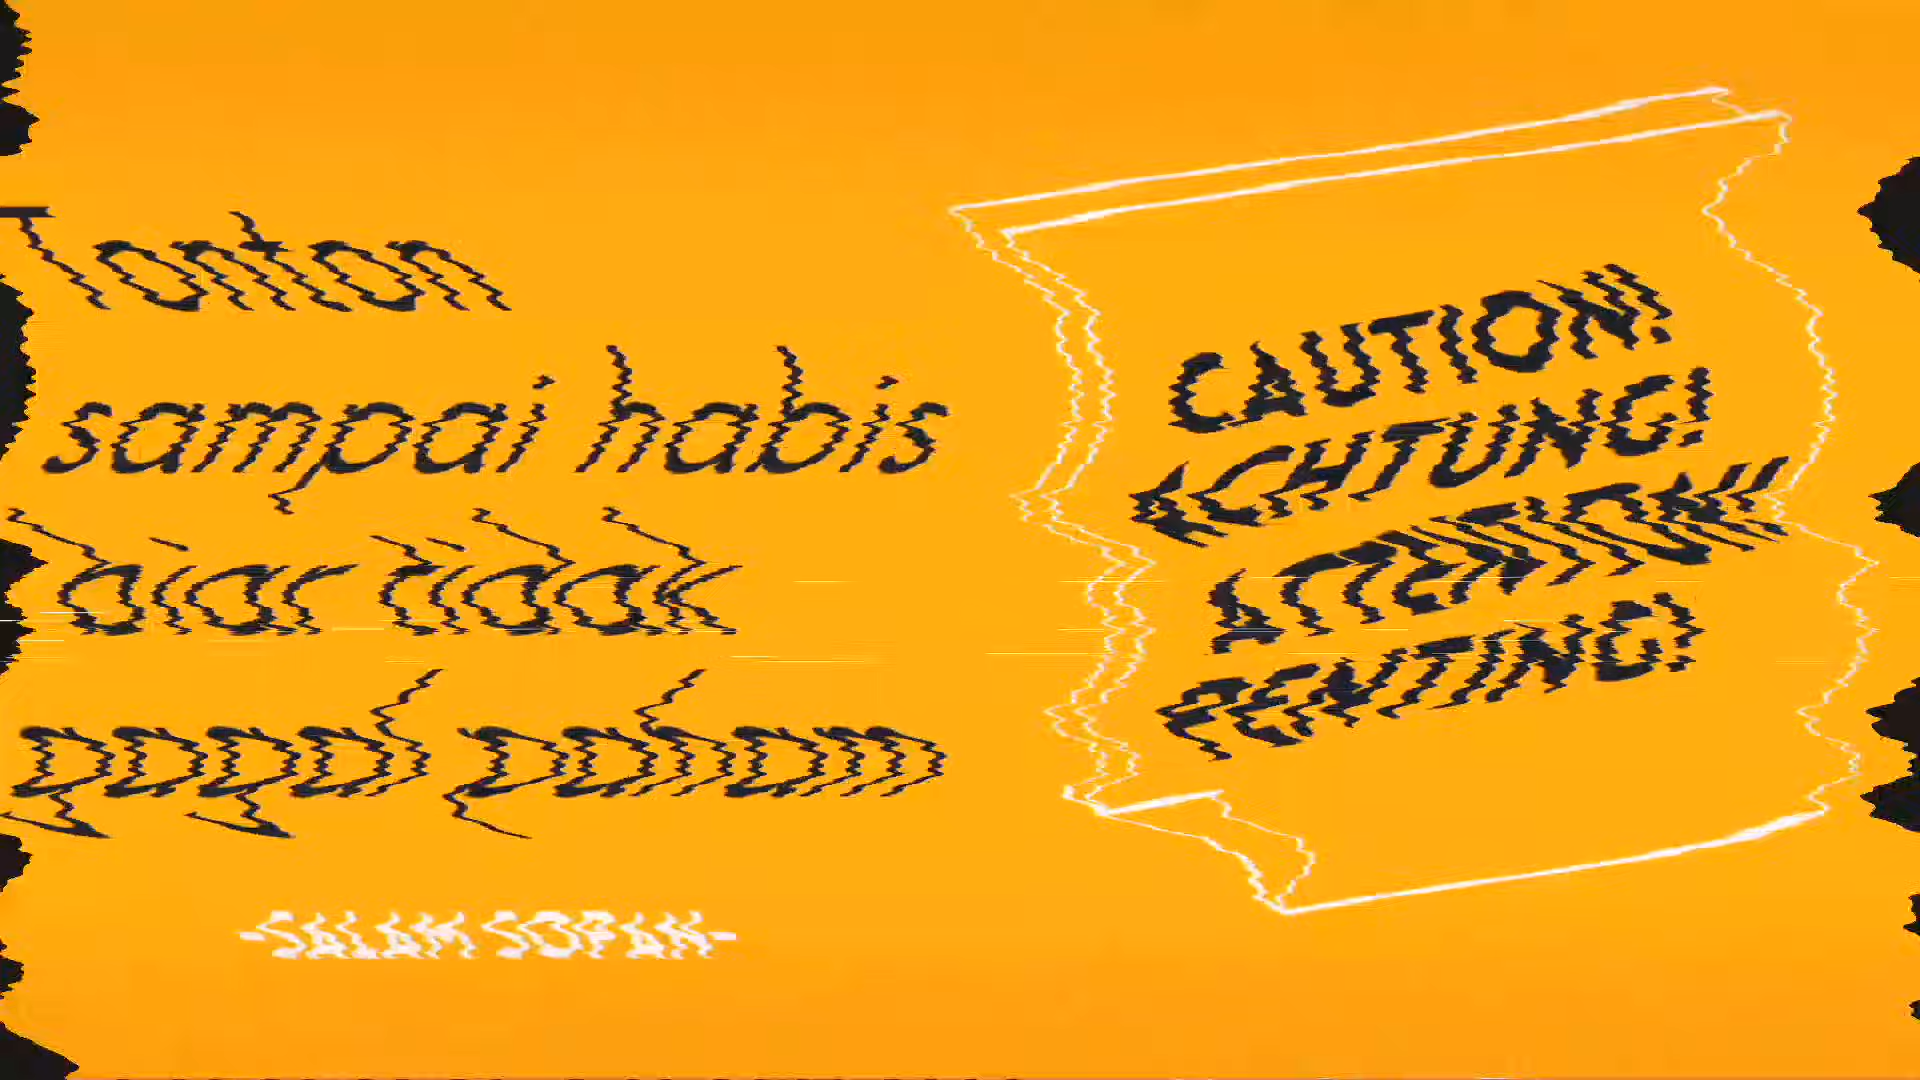 Tonton
sampai habis
biar tidak
gagal paham
-SALAM SOPAN-
CAUTION!
ACHTUNG!
ATTENTION!!
PENTING!